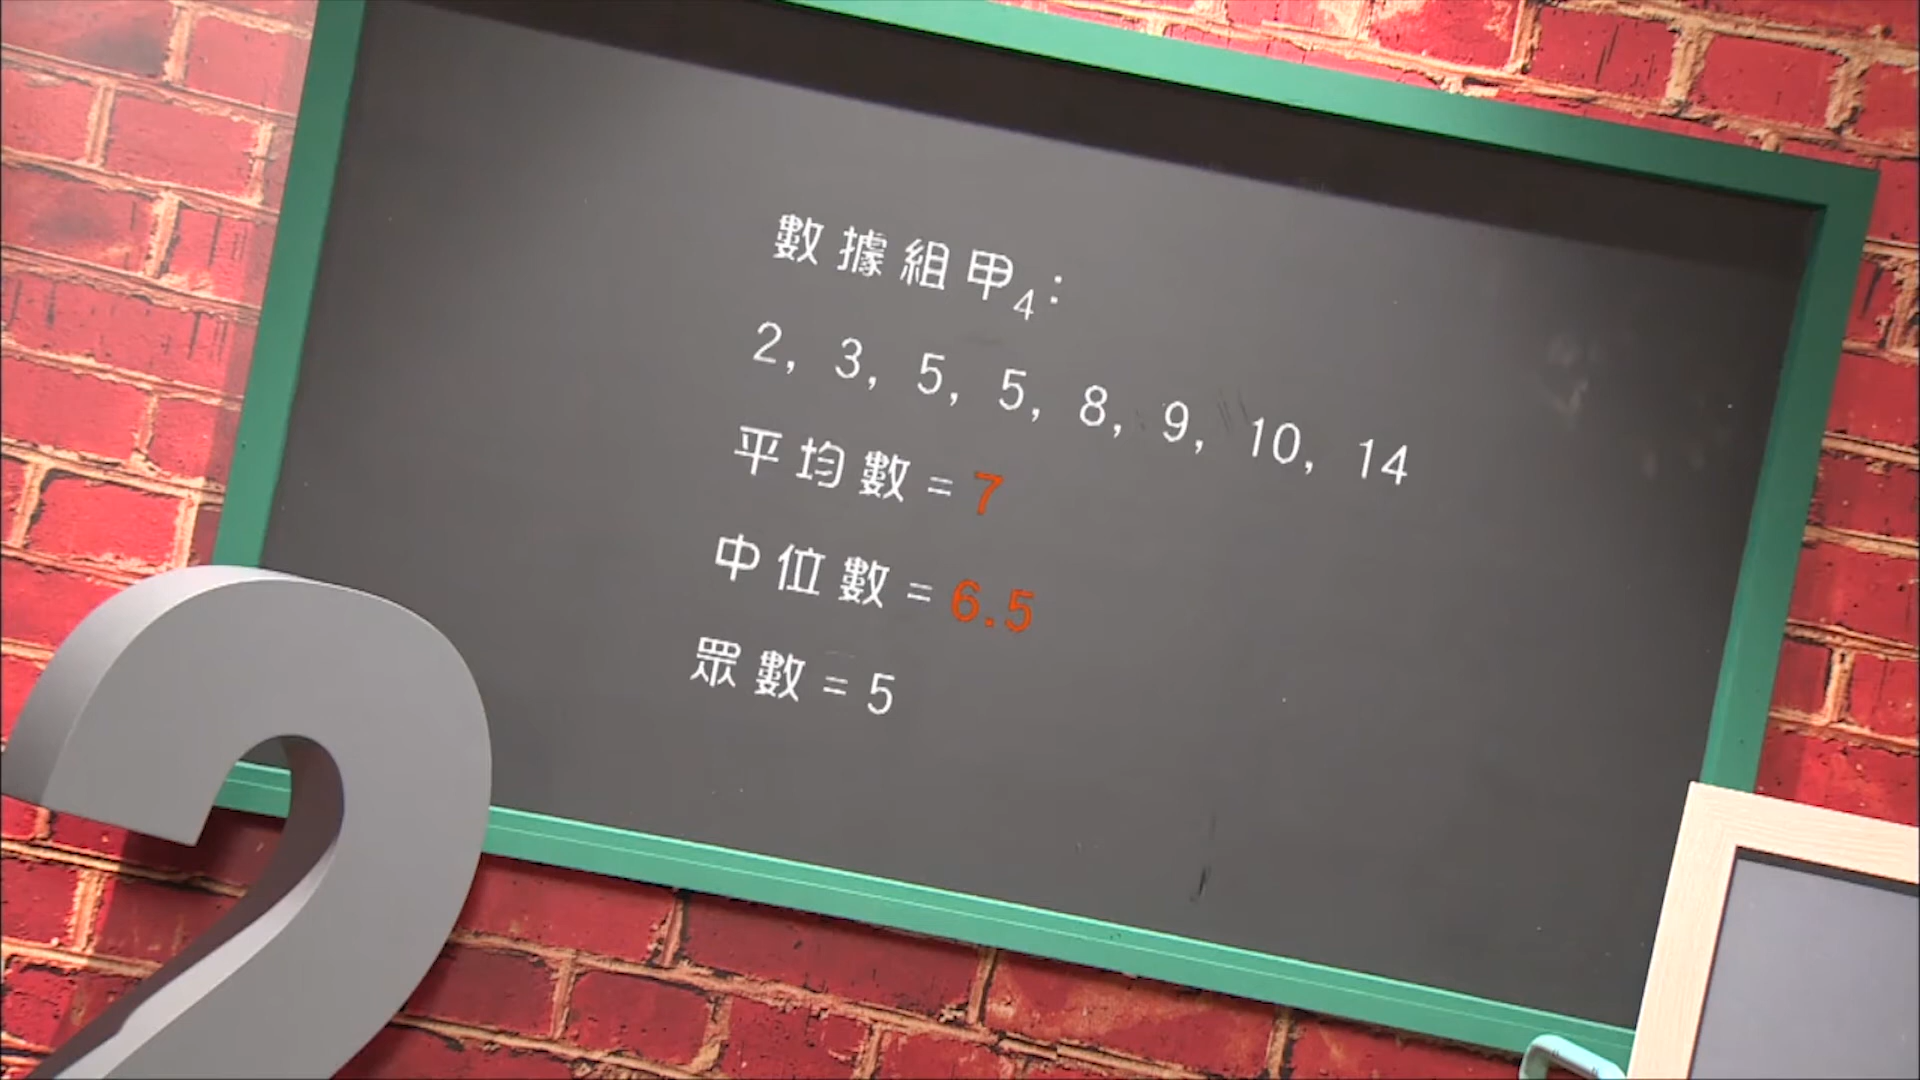 數據組甲₄：
2, 3, 5, 5, 8, 9, 10, 14
平均數 = 7
中位數 = 6.5
眾數 = 5
2